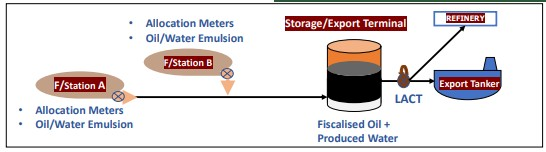 • Allocation Meters
• Oil/Water Emulsion
Storage/Export Terminal
REFINERY
F/Station B
F/Station A
Export Tanker
LACT
• Allocation Meters
• Oil/Water Emulsion
Fiscalised Oil +
Produced Water